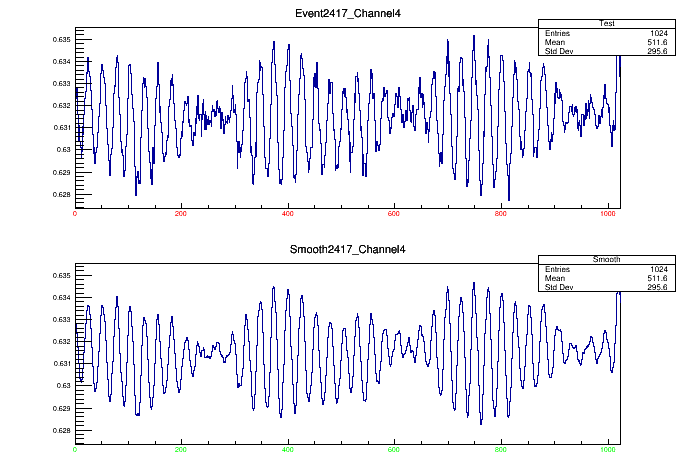 Event2417_Channel4
Test
Entries 1024
Mean 511.6
Std Dev 295.6
0.635
0.634
0.633
0.632
0.631
0.63
0.629
0.628
0 200 400 600 800 1000
Smooth2417_Channel4
Smooth
Entries 1024
Mean 511.6
Std Dev 295.6
0.635
0.634
0.633
0.632
0.631
0.63
0.629
0.628
0 200 400 600 800 1000